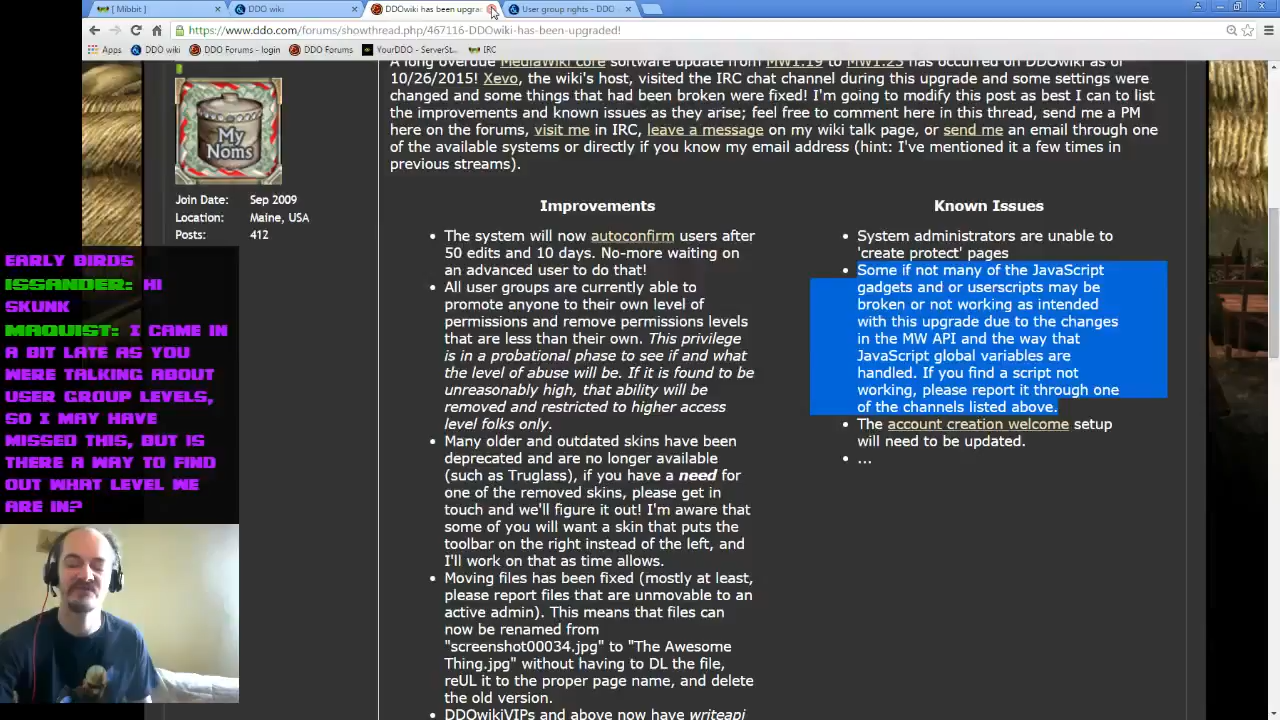 [ Mibbit ]
DDO wiki
DDOwiki has been upgra
User group rights - DDO
https://www.ddo.com/forums/showthread.php/467116-DDOwiki-has-been-upgraded!
Apps
DDO wiki
DDO Forums - login
DDO Forums
YourDDO - ServerSt...
IRC
A long overdue MediaWiki core software update from MW1.19 to MW1.25 has occurred on DDOwiki as of
10/26/2015! Xevo, the wiki's host, visited the IRC chat channel during this upgrade and some settings were
changed and some things that had been broken were fixed! I'm going to modify this post as best I can to list
the improvements and known issues as they arise; feel free to comment here in this thread, send me a PM
here on the forums, visit me in IRC, leave a message on my wiki talk page, or send me an email through one
of the available systems or directly if you know my email address (hint: I've mentioned it a few times in
previous streams).
My
Noms
Join Date: Sep 2009
Location: Maine, USA
Posts: 412
Improvements
The system will now autoconfirm users after
50 edits and 10 days. No-more waiting on
an advanced user to do that!
All user groups are currently able to
promote anyone to their own level of
permissions and remove permissions levels
that are less than their own. This privilege
is in a probational phase to see if and what
the level of abuse will be. If it is found to be
unreasonably high, that ability will be
removed and restricted to higher access
level folks only.
Many older and outdated skins have been
deprecated and are no longer available
(such as Truglass), if you have a need for
one of the removed skins, please get in
touch and we'll figure it out! I'm aware that
some of you will want a skin that puts the
toolbar on the right instead of the left, and
I'll work on that as time allows.
Moving files has been fixed (mostly at least,
please report files that are unmovable to an
active admin). This means that files can
now be renamed from
"screenshot00034.jpg" to "The Awesome
Thing.jpg" without having to DL the file,
reUL it to the proper page name, and delete
the old version.
DDOwikiVIPs and above now have writeapi
Known Issues
System administrators are unable to
'create protect' pages
Some if not many of the JavaScript
gadgets and or userscripts may be
broken or not working as intended
with this upgrade due to the changes
in the MW API and the way that
JavaScript global variables are
handled. If you find a script not
working, please report it through one
of the channels listed above.
The account creation welcome setup
will need to be updated.
...
EARLY BIRDS
ISSANDER: HI
SKUNK
MAQUIST: I CAME IN
A BIT LATE AS YOU
WERE TALKING ABOUT
USER GROUP LEVELS,
SO I MAY HAVE
MISSED THIS, BUT IS
THERE A WAY TO FIND
OUT WHAT LEVEL WE
ARE IN?